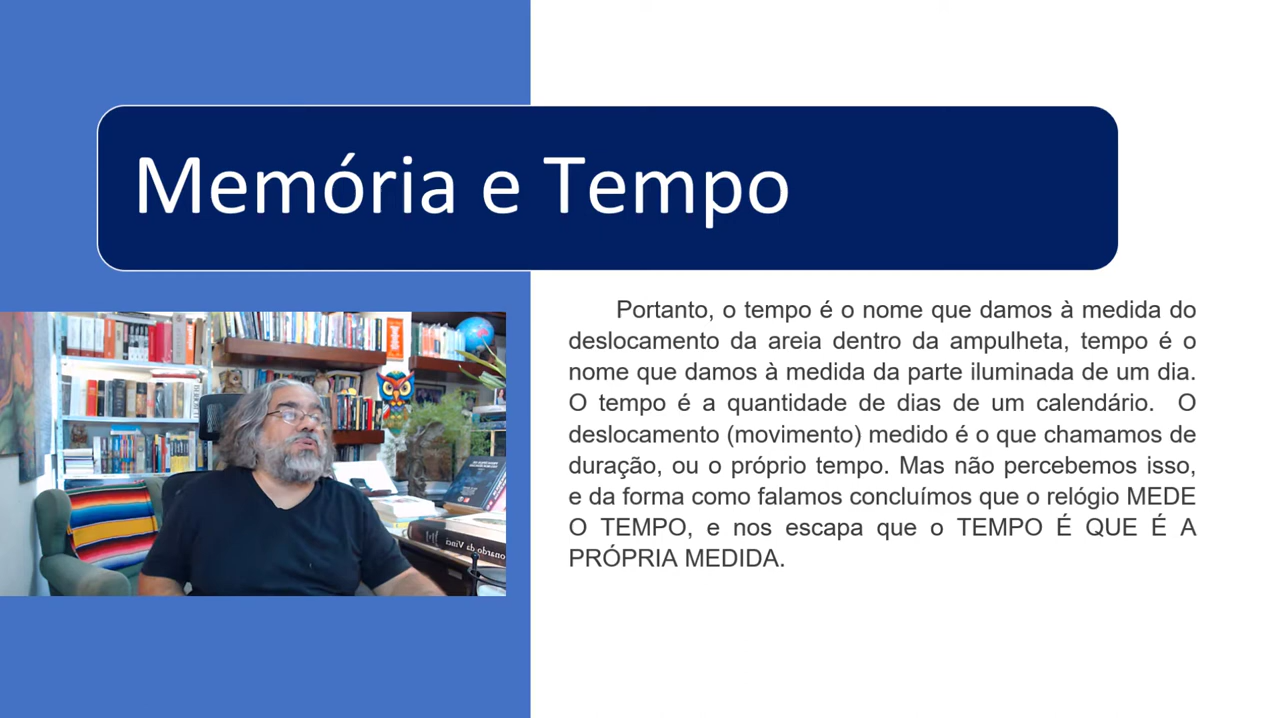 Memória e Tempo
Portanto, o tempo é o nome que damos à medida do
deslocamento da areia dentro da ampulheta, tempo é o
nome que damos à medida da parte iluminada de um dia.
O tempo é a quantidade de dias de um calendário. O
deslocamento (movimento) medido é o que chamamos de
duração, ou o próprio tempo. Mas não percebemos isso,
e da forma como falamos concluímos que o relógio MEDE
O TEMPO, e nos escapa que o TEMPO É QUE É A
PRÓPRIA MEDIDA.
onardo da Vinci